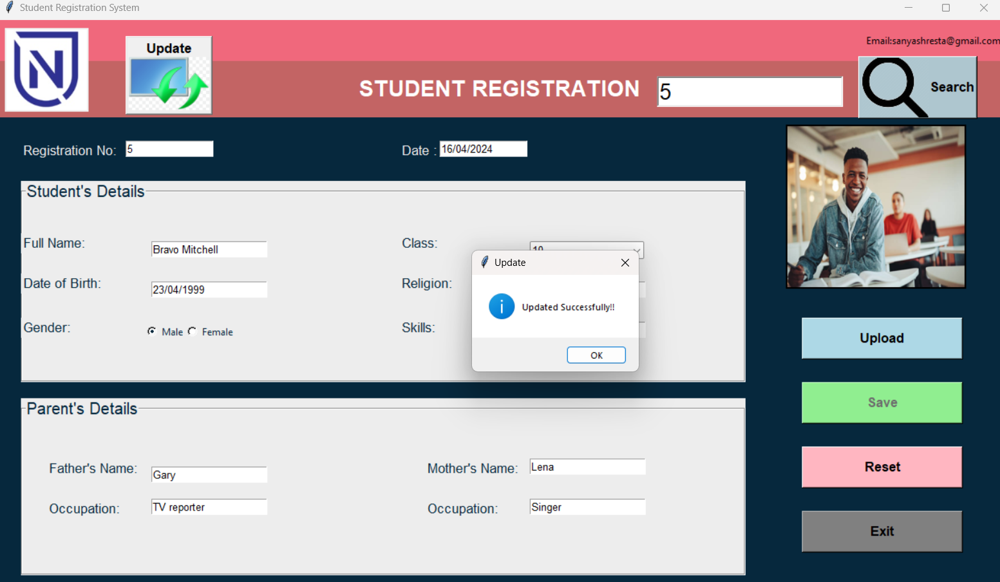 Student Registration System
Email:sanyashresta@gmail.com
N
Update
STUDENT REGISTRATION
5
Search
Registration No: 5
Date : 16/04/2024
Student's Details
Full Name: Bravo Mitchell
Class: 10
Date of Birth: 23/04/1999
Religion:
Gender: Male Female
Skills:
Update
Updated Successfully!!
OK
Parent's Details
Father's Name: Gary
Mother's Name: Lena
Occupation: TV reporter
Occupation: Singer
Upload
Save
Reset
Exit